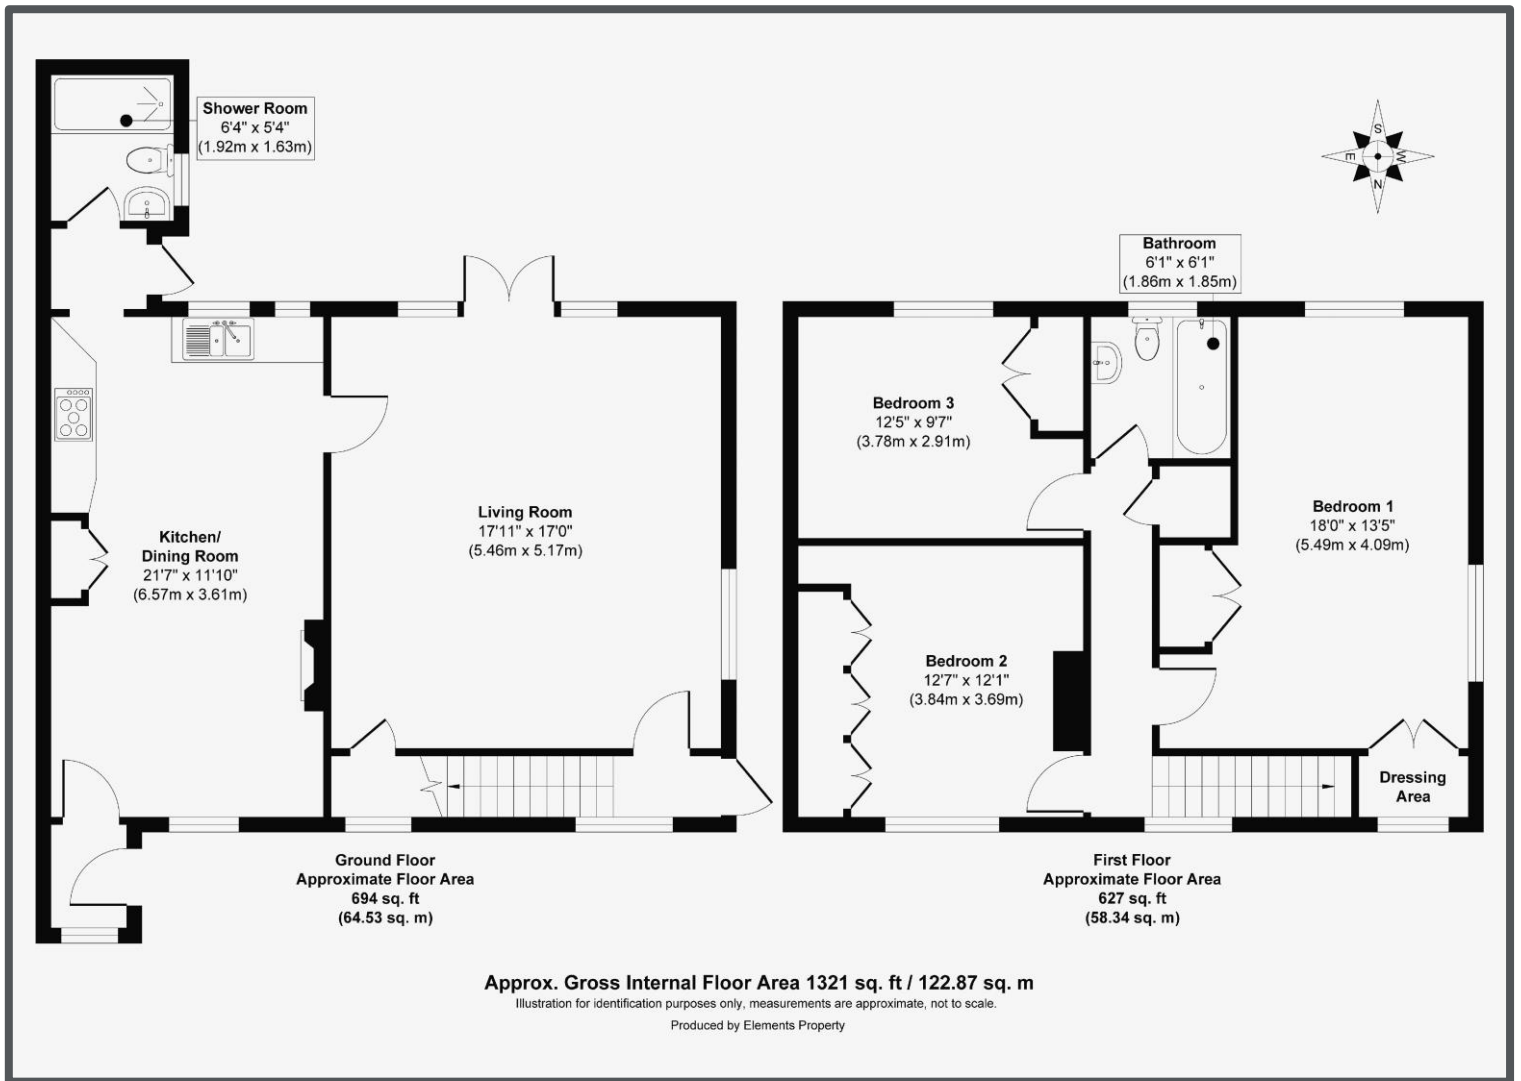 Shower Room
6'4" x 5'4"
(1.92m x 1.63m)
S
E
W
N
Bathroom
6'1" x 6'1"
(1.86m x 1.85m)
Bedroom 3
12'5" x 9'7"
(3.78m x 2.91m)
Living Room
17'11" x 17'0"
(5.46m x 5.17m)
Bedroom 1
18'0" x 13'5"
(5.49m x 4.09m)
Kitchen/
Dining Room
21'7" x 11'10"
(6.57m x 3.61m)
Bedroom 2
12'7" x 12'1"
(3.84m x 3.69m)
Dressing
Area
Ground Floor
Approximate Floor Area
694 sq. ft
(64.53 sq. m)
First Floor
Approximate Floor Area
627 sq. ft
(58.34 sq. m)
Approx. Gross Internal Floor Area 1321 sq. ft / 122.87 sq. m
Illustration for identification purposes only, measurements are approximate, not to scale.
Produced by Elements Property